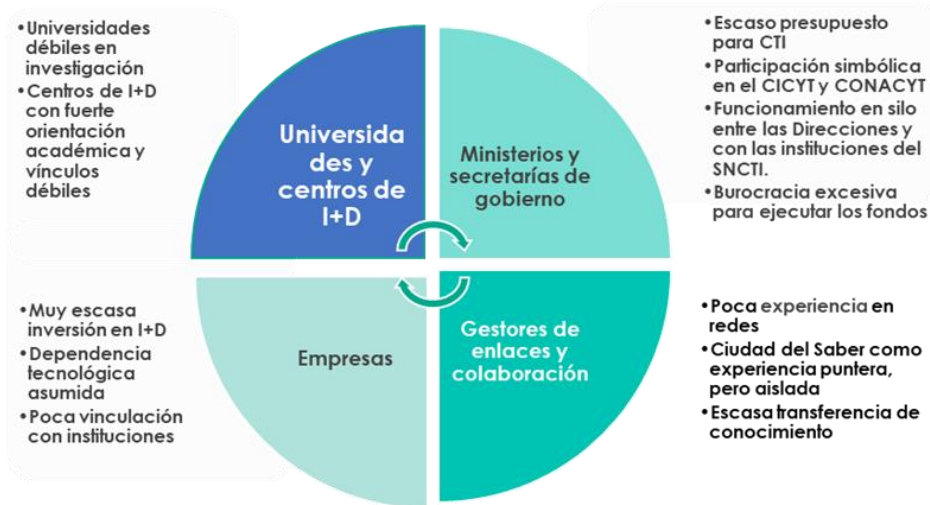 •Universidades
débiles en
investigación
•Centros de I+D
con fuerte
orientación
académica y
vínculos
débiles
Universida
des y
centros de
I+D
Ministerios y
secretarías de
gobierno
•Escaso presupuesto
para CTI
•Participación simbólica
en el CICYT y CONACYT
•Funcionamiento en silo
entre las Direcciones y
con las instituciones del
SNCTI.
•Burocracia excesiva
para ejecutar los fondos
•Muy escasa
inversión en I+D
•Dependencia
tecnológica
asumida
•Poca vinculación
con instituciones
Empresas
Gestores de
enlaces y
colaboración
•Poca experiencia en
redes
•Ciudad del Saber como
experiencia puntera,
pero aislada
•Escasa transferencia de
conocimiento